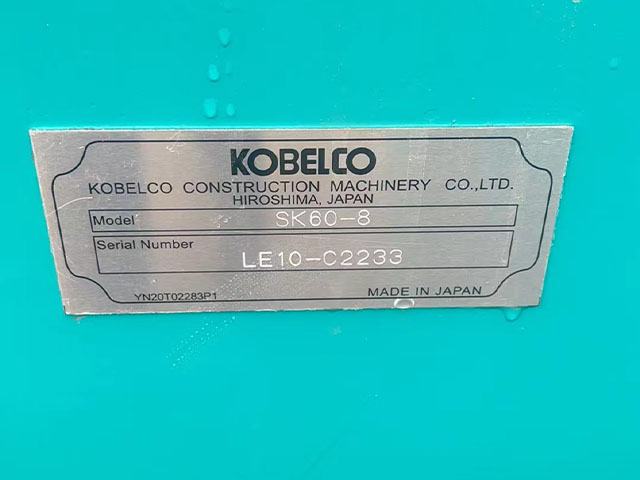 KOBELCO
KOBELCO CONSTRUCTION MACHINERY CO.,LTD.
HIROSHIMA, JAPAN
Model SK60-8
Serial Number LE10-C2233
YN20T02283P1 MADE IN JAPAN